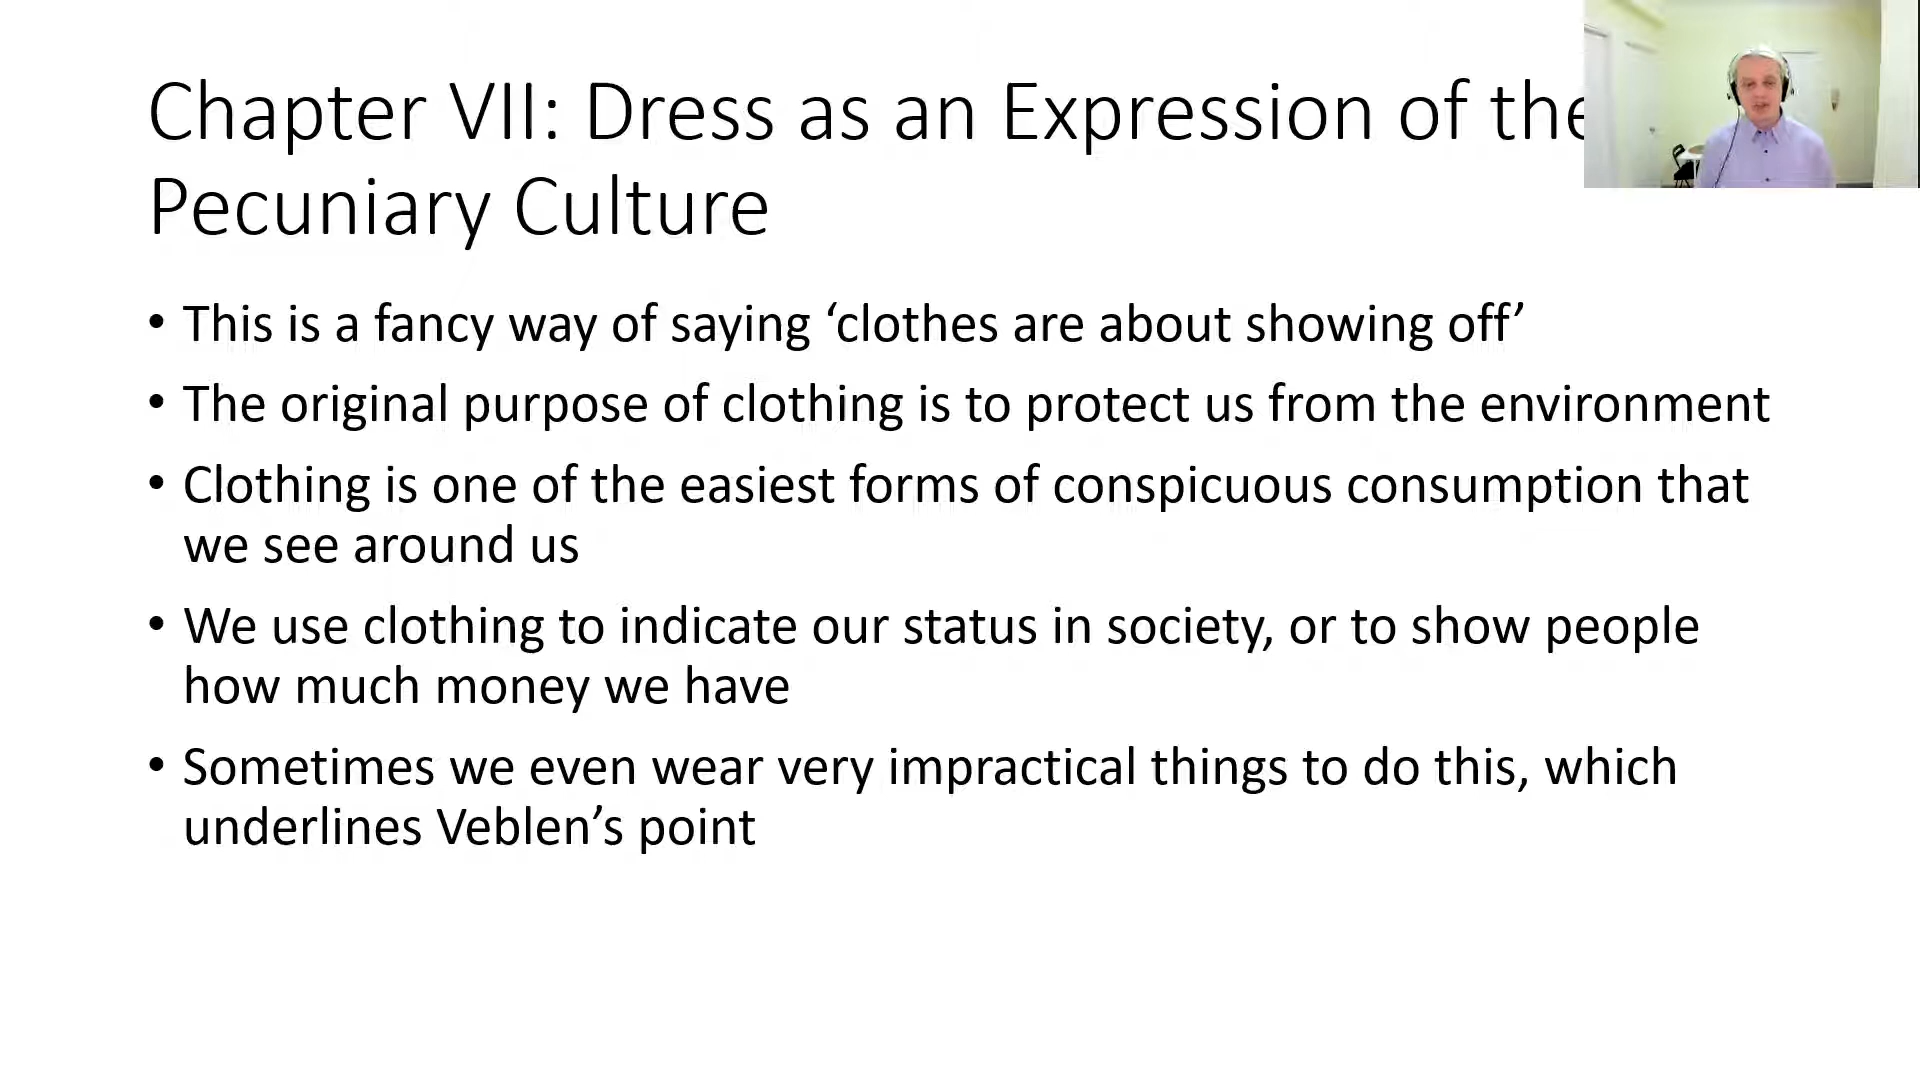 Chapter VII: Dress as an Expression of the
Pecuniary Culture
• This is a fancy way of saying ‘clothes are about showing off’
• The original purpose of clothing is to protect us from the environment
• Clothing is one of the easiest forms of conspicuous consumption that
we see around us
• We use clothing to indicate our status in society, or to show people
how much money we have
• Sometimes we even wear very impractical things to do this, which
underlines Veblen’s point